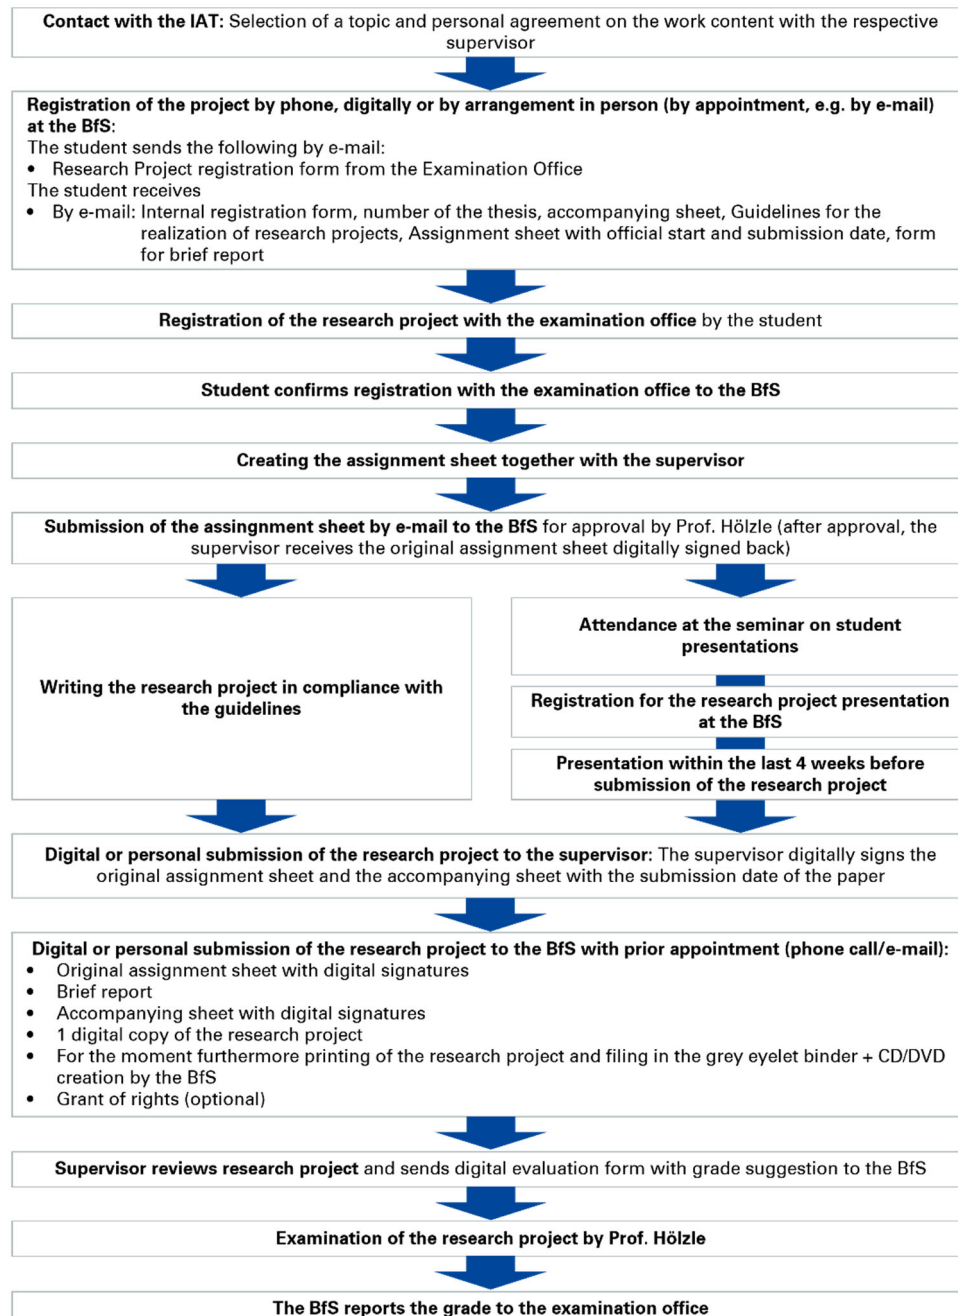 Contact with the IAT: Selection of a topic and personal agreement on the work content with the respective
supervisor
Registration of the project by phone, digitally or by arrangement in person (by appointment, e.g. by e-mail)
at the BfS:
The student sends the following by e-mail:
• Research Project registration form from the Examination Office
The student receives
• By e-mail: Internal registration form, number of the thesis, accompanying sheet, Guidelines for the
realization of research projects, Assignment sheet with official start and submission date, form
for brief report
Registration of the research project with the examination office by the student
Student confirms registration with the examination office to the BfS
Creating the assignment sheet together with the supervisor
Submission of the assingnment sheet by e-mail to the BfS for approval by Prof. Hölzle (after approval, the
supervisor receives the original assignment sheet digitally signed back)
Writing the research project in compliance with
the guidelines
Attendance at the seminar on student
presentations
Registration for the research project presentation
at the BfS
Presentation within the last 4 weeks before
submission of the research project
Digital or personal submission of the research project to the supervisor: The supervisor digitally signs the
original assignment sheet and the accompanying sheet with the submission date of the paper
Digital or personal submission of the research project to the BfS with prior appointment (phone call/e-mail):
• Original assignment sheet with digital signatures
• Brief report
• Accompanying sheet with digital signatures
• 1 digital copy of the research project
• For the moment furthermore printing of the research project and filing in the grey eyelet binder + CD/DVD
creation by the BfS
• Grant of rights (optional)
Supervisor reviews research project and sends digital evaluation form with grade suggestion to the BfS
Examination of the research project by Prof. Hölzle
The BfS reports the grade to the examination office